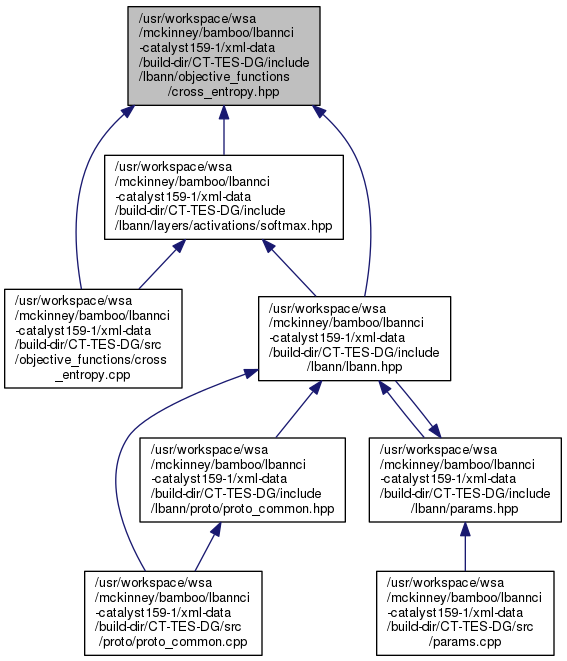 /usr/workspace/wsa
/mckinney/bamboo/lbannci
-catalyst159-1/xml-data
/build-dir/CT-TES-DG/include
/lbann/objective_functions
/cross_entropy.hpp
/usr/workspace/wsa
/mckinney/bamboo/lbannci
-catalyst159-1/xml-data
/build-dir/CT-TES-DG/include
/lbann/layers/activations/softmax.hpp
/usr/workspace/wsa
/mckinney/bamboo/lbannci
-catalyst159-1/xml-data
/build-dir/CT-TES-DG/src
/objective_functions/cross
_entropy.cpp
/usr/workspace/wsa
/mckinney/bamboo/lbannci
-catalyst159-1/xml-data
/build-dir/CT-TES-DG/include
/lbann/lbann.hpp
/usr/workspace/wsa
/mckinney/bamboo/lbannci
-catalyst159-1/xml-data
/build-dir/CT-TES-DG/include
/lbann/proto/proto_common.hpp
/usr/workspace/wsa
/mckinney/bamboo/lbannci
-catalyst159-1/xml-data
/build-dir/CT-TES-DG/include
/lbann/params.hpp
/usr/workspace/wsa
/mckinney/bamboo/lbannci
-catalyst159-1/xml-data
/build-dir/CT-TES-DG/src
/proto/proto_common.cpp
/usr/workspace/wsa
/mckinney/bamboo/lbannci
-catalyst159-1/xml-data
/build-dir/CT-TES-DG/src
/params.cpp